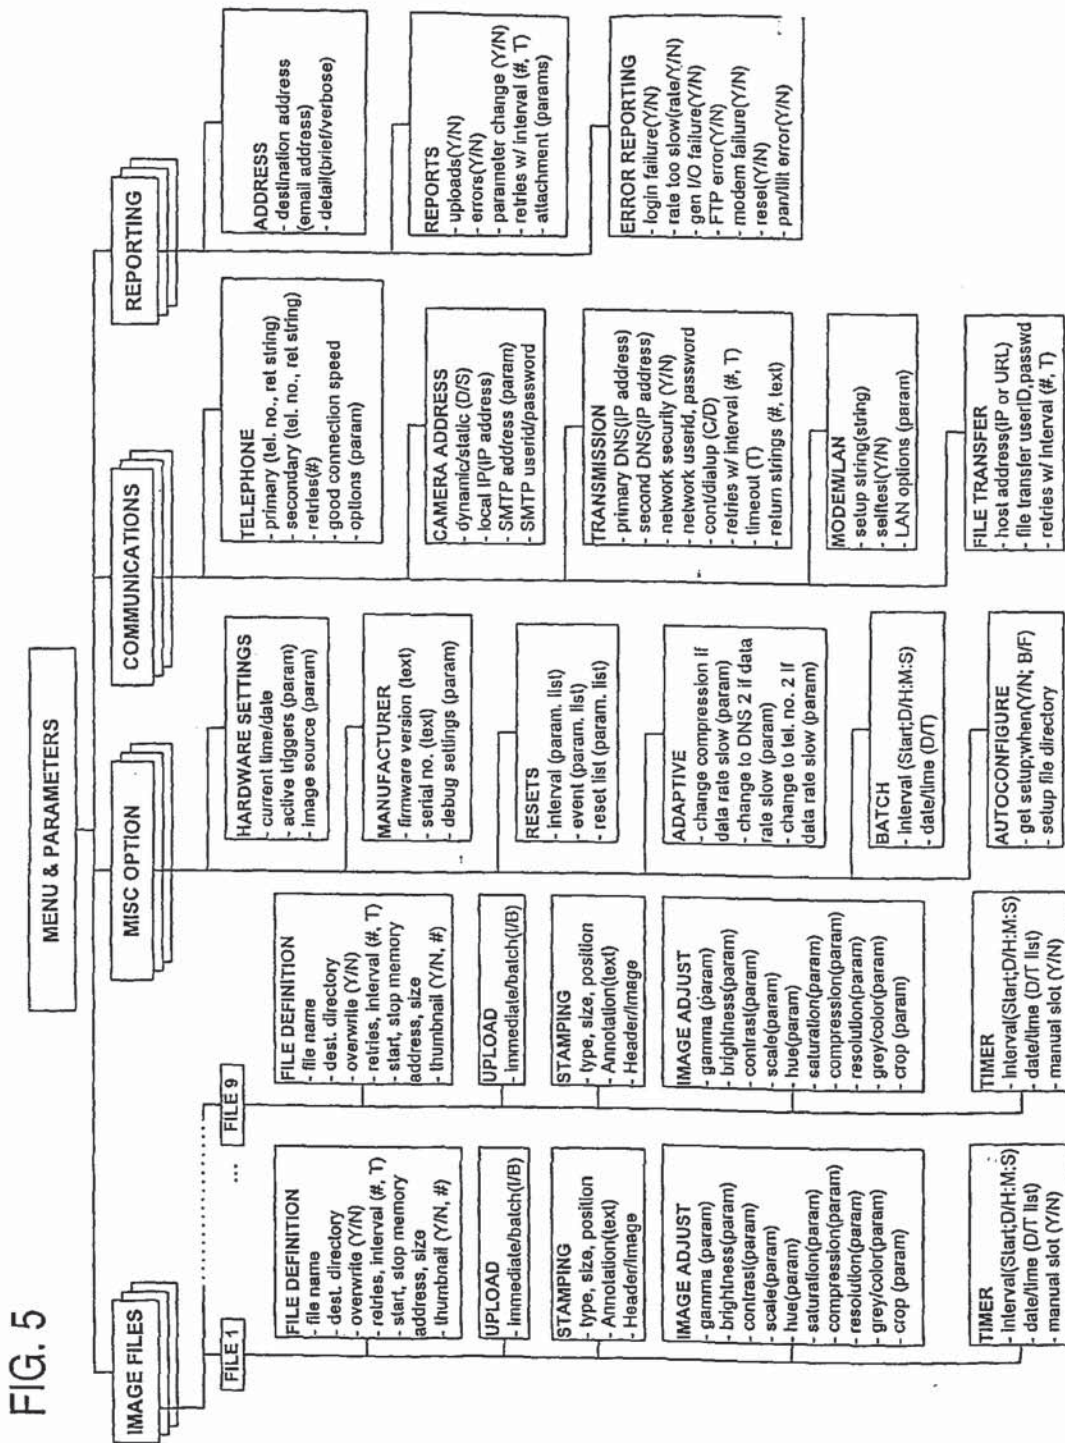 FIG. 5
MENU & PARAMETERS
IMAGE FILES
FILE 1
FILE DEFINITION
- file name
- dest. directory
- overwrite (Y/N)
- retries, interval (#, T)
- start, stop memory
address, size
- thumbnail (Y/N, #)
UPLOAD
- immediate/batch(I/B)
STAMPING
- type, size, position
- Annotation(text)
- Header/Image
IMAGE ADJUST
- gamma (param)
- brightness(param)
- contrast(param)
- scale(param)
- hue(param)
- saturation(param)
- compression(param)
- resolution(param)
- grey/color(param)
- crop (param)
TIMER
- interval(Start;D/H:M:S)
- date/time (D/T list)
- manual slot (Y/N)
...
FILE 9
FILE DEFINITION
- file name
- dest. directory
- overwrite (Y/N)
- retries, interval (#, T)
- start, stop memory
address, size
- thumbnail (Y/N, #)
UPLOAD
- immediate/batch(I/B)
STAMPING
- type, size, position
- Annotation(text)
- Header/Image
IMAGE ADJUST
- gamma (param)
- brightness(param)
- contrast(param)
- scale(param)
- hue(param)
- saturation(param)
- compression(param)
- resolution(param)
- grey/color(param)
- crop (param)
TIMER
- interval(Start;D/H:M:S)
- date/time (D/T list)
- manual slot (Y/N)
MISC OPTION
HARDWARE SETTINGS
- current time/date
- active triggers (param)
- image source (param)
MANUFACTURER
- firmware version (text)
- serial no. (text)
- debug settings (param)
RESETS
- interval (param. list)
- event (param. list)
- reset list (param. list)
ADAPTIVE
- change compression if
data rate slow (param)
- change to DNS 2 if data
rate slow (param)
- change to tel. no. 2 if
data rate slow (param)
BATCH
- interval (Start;D/H:M:S)
- date/time (D/T)
AUTOCONFIGURE
- get setup;when(Y/N; B/F)
- setup file directory
COMMUNICATIONS
TELEPHONE
- primary (tel. no., ret string)
- secondary (tel. no., ret string)
- retries(#)
- good connection speed
- options (param)
CAMERA ADDRESS
- dynamic/static (D/S)
- local IP(IP address)
- SMTP address (param)
- SMTP userid/password
TRANSMISSION
- primary DNS(IP address)
- second DNS(IP address)
- network security (Y/N)
- network userid, password
- cont/dialup (C/D)
- retries w/ interval (#, T)
- timeout (T)
- return strings (#, text)
MODEM/LAN
- setup string(string)
- selftest(Y/N)
- LAN options (param)
FILE TRANSFER
- host address(IP or URL)
- file transfer userID,passwd
- retries w/ interval (#, T)
REPORTING
ADDRESS
- destination address
(email address)
- detail(brief/verbose)
REPORTS
- uploads(Y/N)
- errors(Y/N)
- parameter change (Y/N)
- retries w/ interval (#, T)
- attachment (params)
ERROR REPORTING
- login failure(Y/N)
- rate too slow(rate/Y/N)
- gen I/O failure(Y/N)
- FTP error(Y/N)
- modem failure(Y/N)
- reset(Y/N)
- pan/tilt error(Y/N)